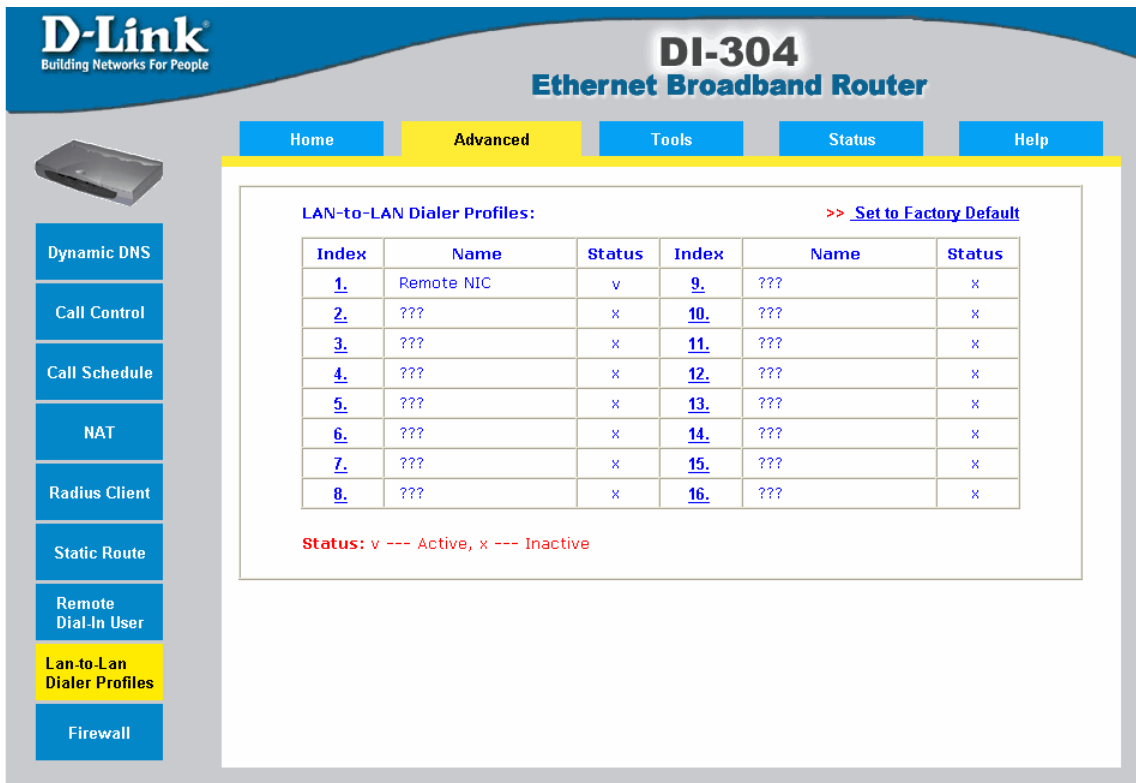 D-Link
Building Networks For People
DI-304
Ethernet Broadband Router
Home Advanced Tools Status Help
Dynamic DNS
Call Control
Call Schedule
NAT
Radius Client
Static Route
Remote
Dial-In User
Lan-to-Lan
Dialer Profiles
Firewall
LAN-to-LAN Dialer Profiles: >> Set to Factory Default
Index Name Status Index Name Status
1. Remote NIC v 9. ??? x
2. ??? x 10. ??? x
3. ??? x 11. ??? x
4. ??? x 12. ??? x
5. ??? x 13. ??? x
6. ??? x 14. ??? x
7. ??? x 15. ??? x
8. ??? x 16. ??? x
Status: v --- Active, x --- Inactive